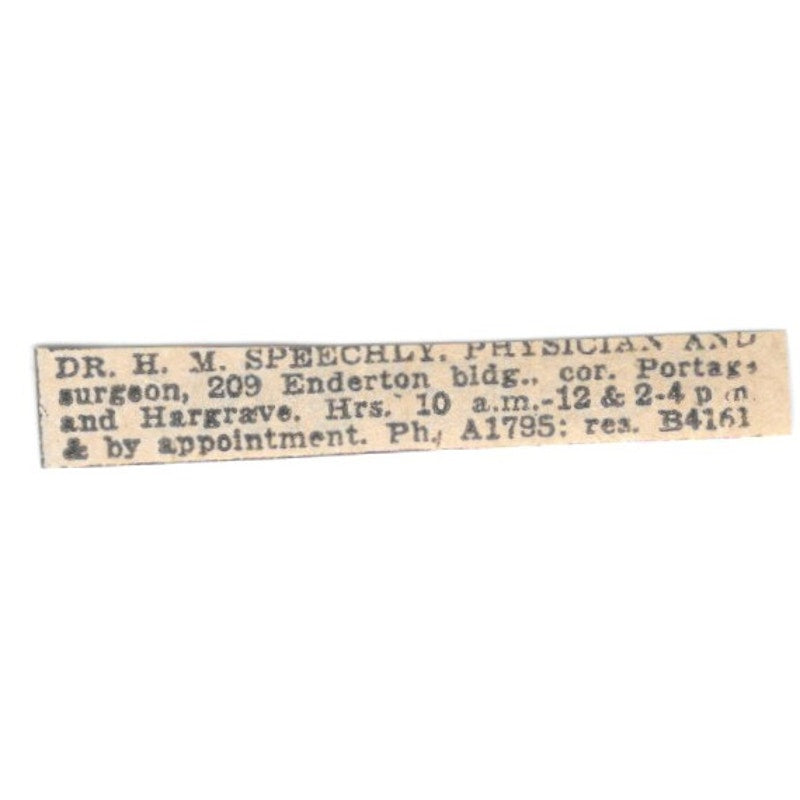 DR. H. M. SPEECHLY, PHYSICIAN AND
surgeon, 209 Enderton bldg., cor. Portage
and Hargrave. Hrs. 10 a.m.-12 & 2-4 p.m.
& by appointment. Ph. A1795; res. B4161